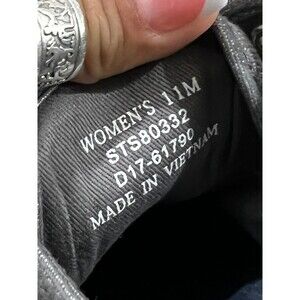 WOMEN'S 11M
STS80332
D17-61790
MADE IN VIETNAM